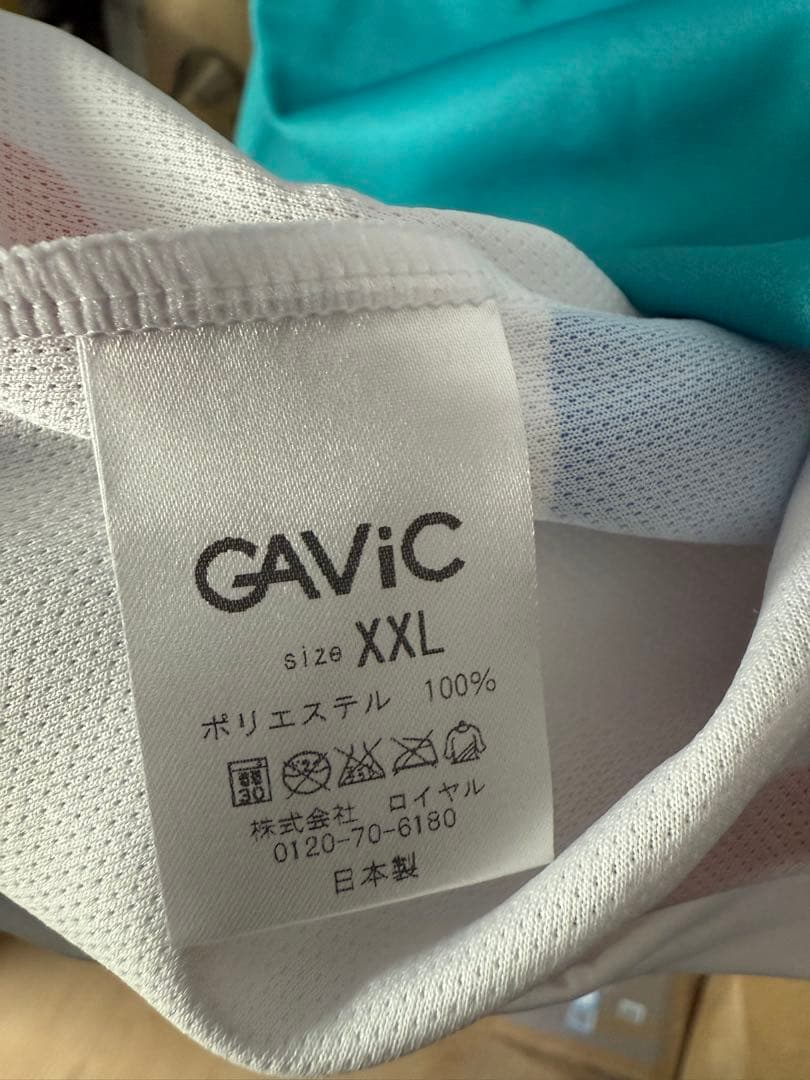 GAViC
size XXL
ポリエステル 100%
30
株式会社 ロイヤル
0120-70-6180
日本製